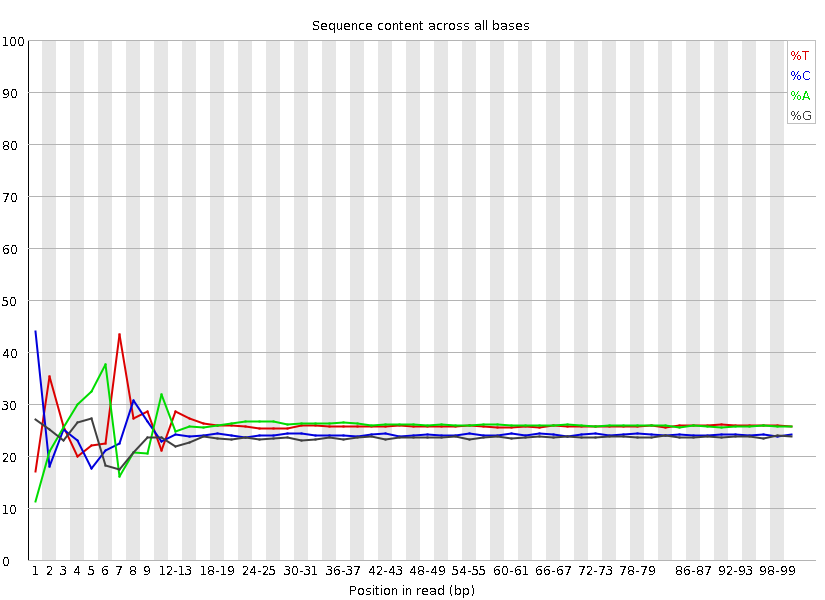 Sequence content across all bases
100
90
80
70
60
50
40
30
20
10
0
%T
%C
%A
%G
1 2 3 4 5 6 7 8 9 12-13 18-19 24-25 30-31 36-37 42-43 48-49 54-55 60-61 66-67 72-73 78-79 86-87 92-93 98-99
Position in read (bp)